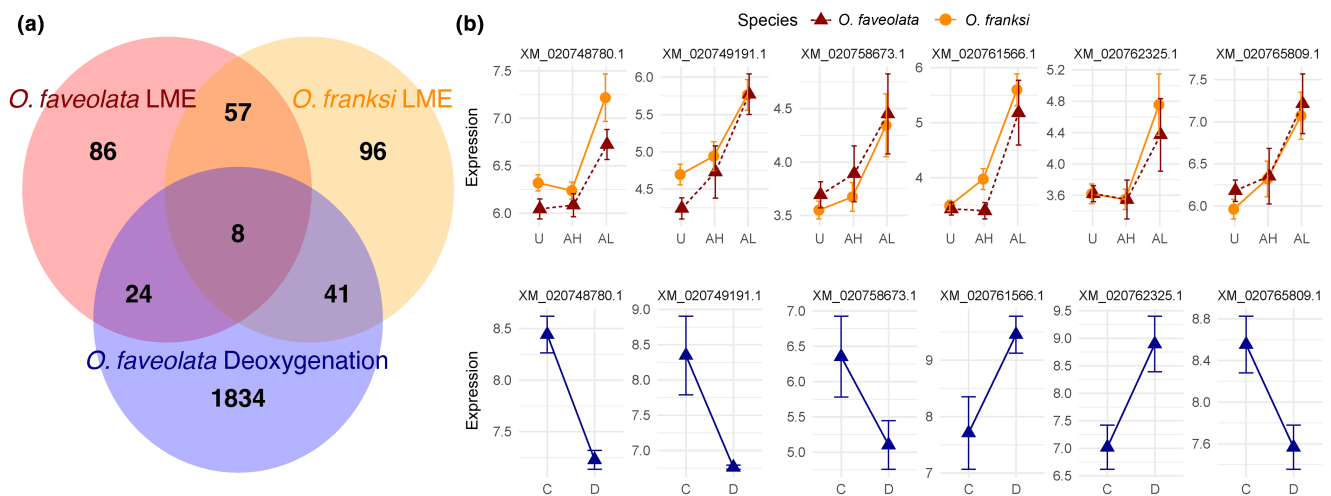 (a)
O. faveolata LME
O. franksi LME
57
86
96
8
24
41
O. faveolata Deoxygenation
1834
(b)
Species O. faveolata O. franksi
XM_020748780.1 XM_020749191.1 XM_020758673.1 XM_020761566.1 XM_020762325.1 XM_020765809.1
Expression
7.5
7.0
6.5
6.0
U AH AL
6.0
5.5
5.0
4.5
U AH AL
4.5
4.0
3.5
U AH AL
6
5
4
U AH AL
5.2
4.8
4.4
4.0
3.6
U AH AL
7.5
7.0
6.5
6.0
U AH AL
XM_020748780.1 XM_020749191.1 XM_020758673.1 XM_020761566.1 XM_020762325.1 XM_020765809.1
Expression
8.5
8.0
7.5
C D
9.0
8.5
8.0
7.5
7.0
C D
7.0
6.5
6.0
5.5
5.0
C D
9
8
7
C D
9.5
9.0
8.5
8.0
7.5
7.0
6.5
C D
8.8
8.4
8.0
7.6
C D